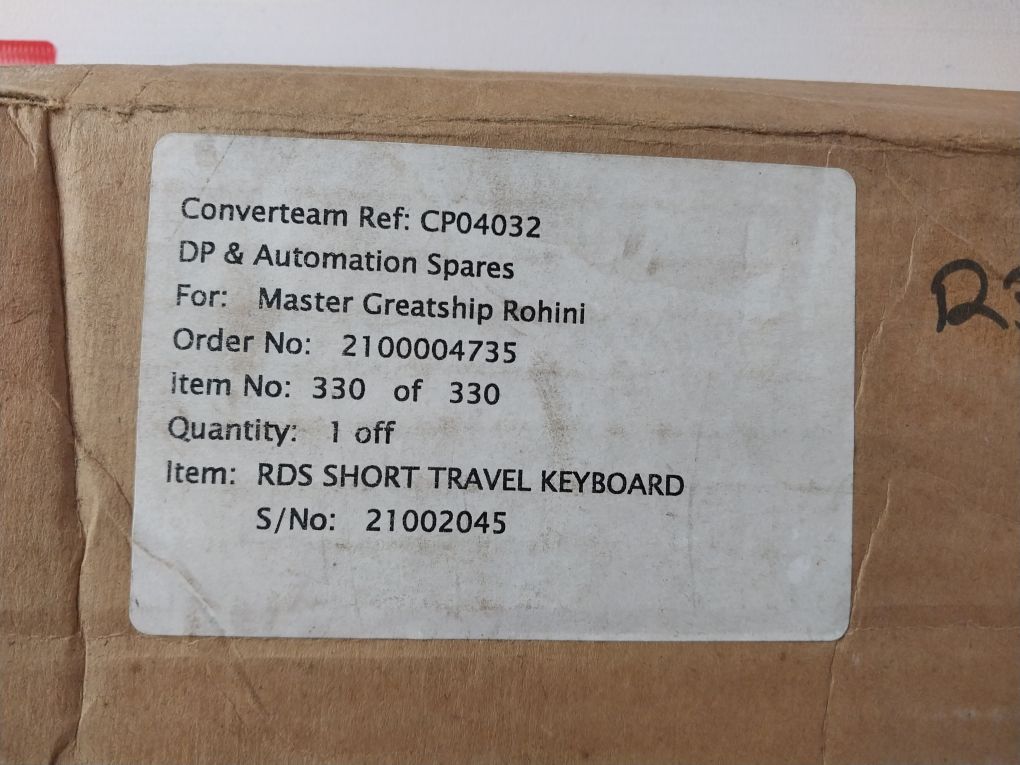 Converteam Ref: CP04032
DP & Automation Spares
For: Master Greatship Rohini
Order No: 2100004735
Item No: 330 of 330
Quantity: 1 off
Item: RDS SHORT TRAVEL KEYBOARD
S/No: 21002045